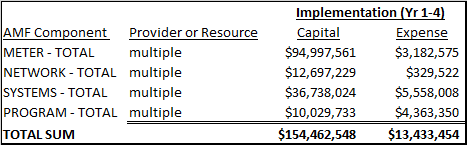 Implementation (Yr 1-4)
AMF Component Provider or Resource Capital Expense
METER - TOTAL multiple $94,997,561 $3,182,575
NETWORK - TOTAL multiple $12,697,229 $329,522
SYSTEMS - TOTAL multiple $36,738,024 $5,558,008
PROGRAM - TOTAL multiple $10,029,733 $4,363,350
TOTAL SUM $154,462,548 $13,433,454